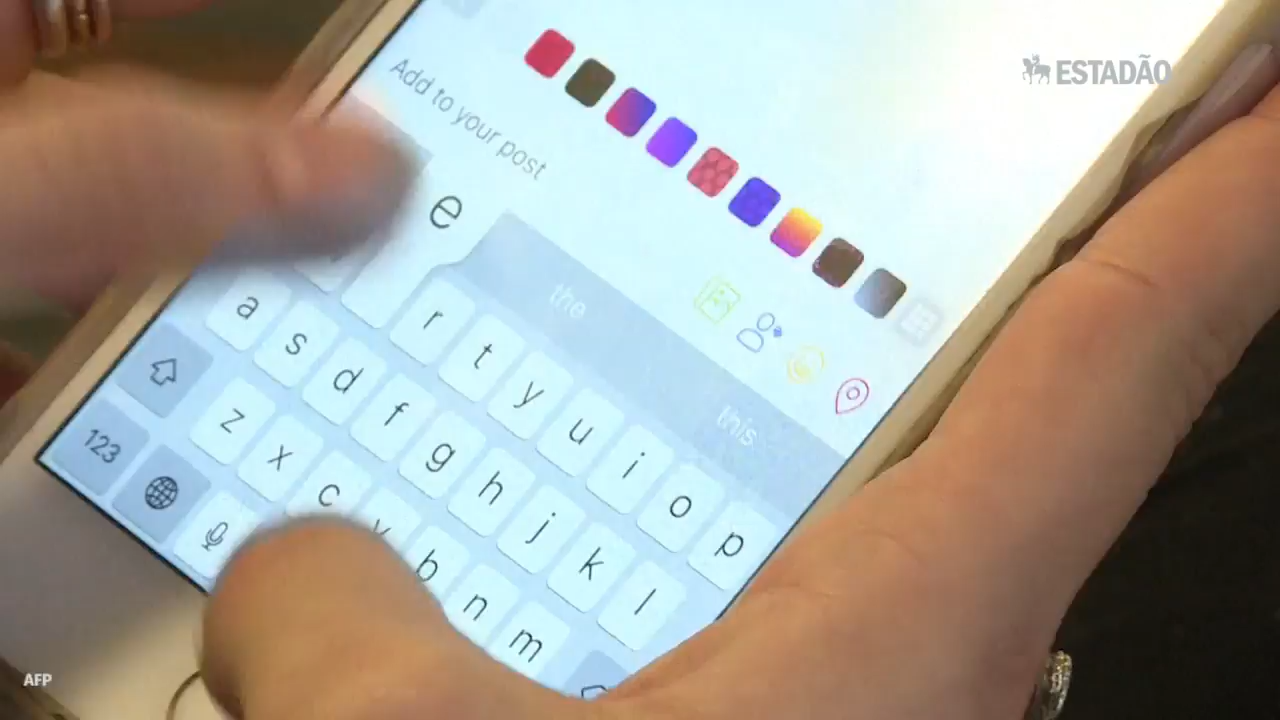 ESTADÃO
Add to your post
e
the
this
r t y u i o p
a s d f g h j k l
z x c v b n m
123
AFP